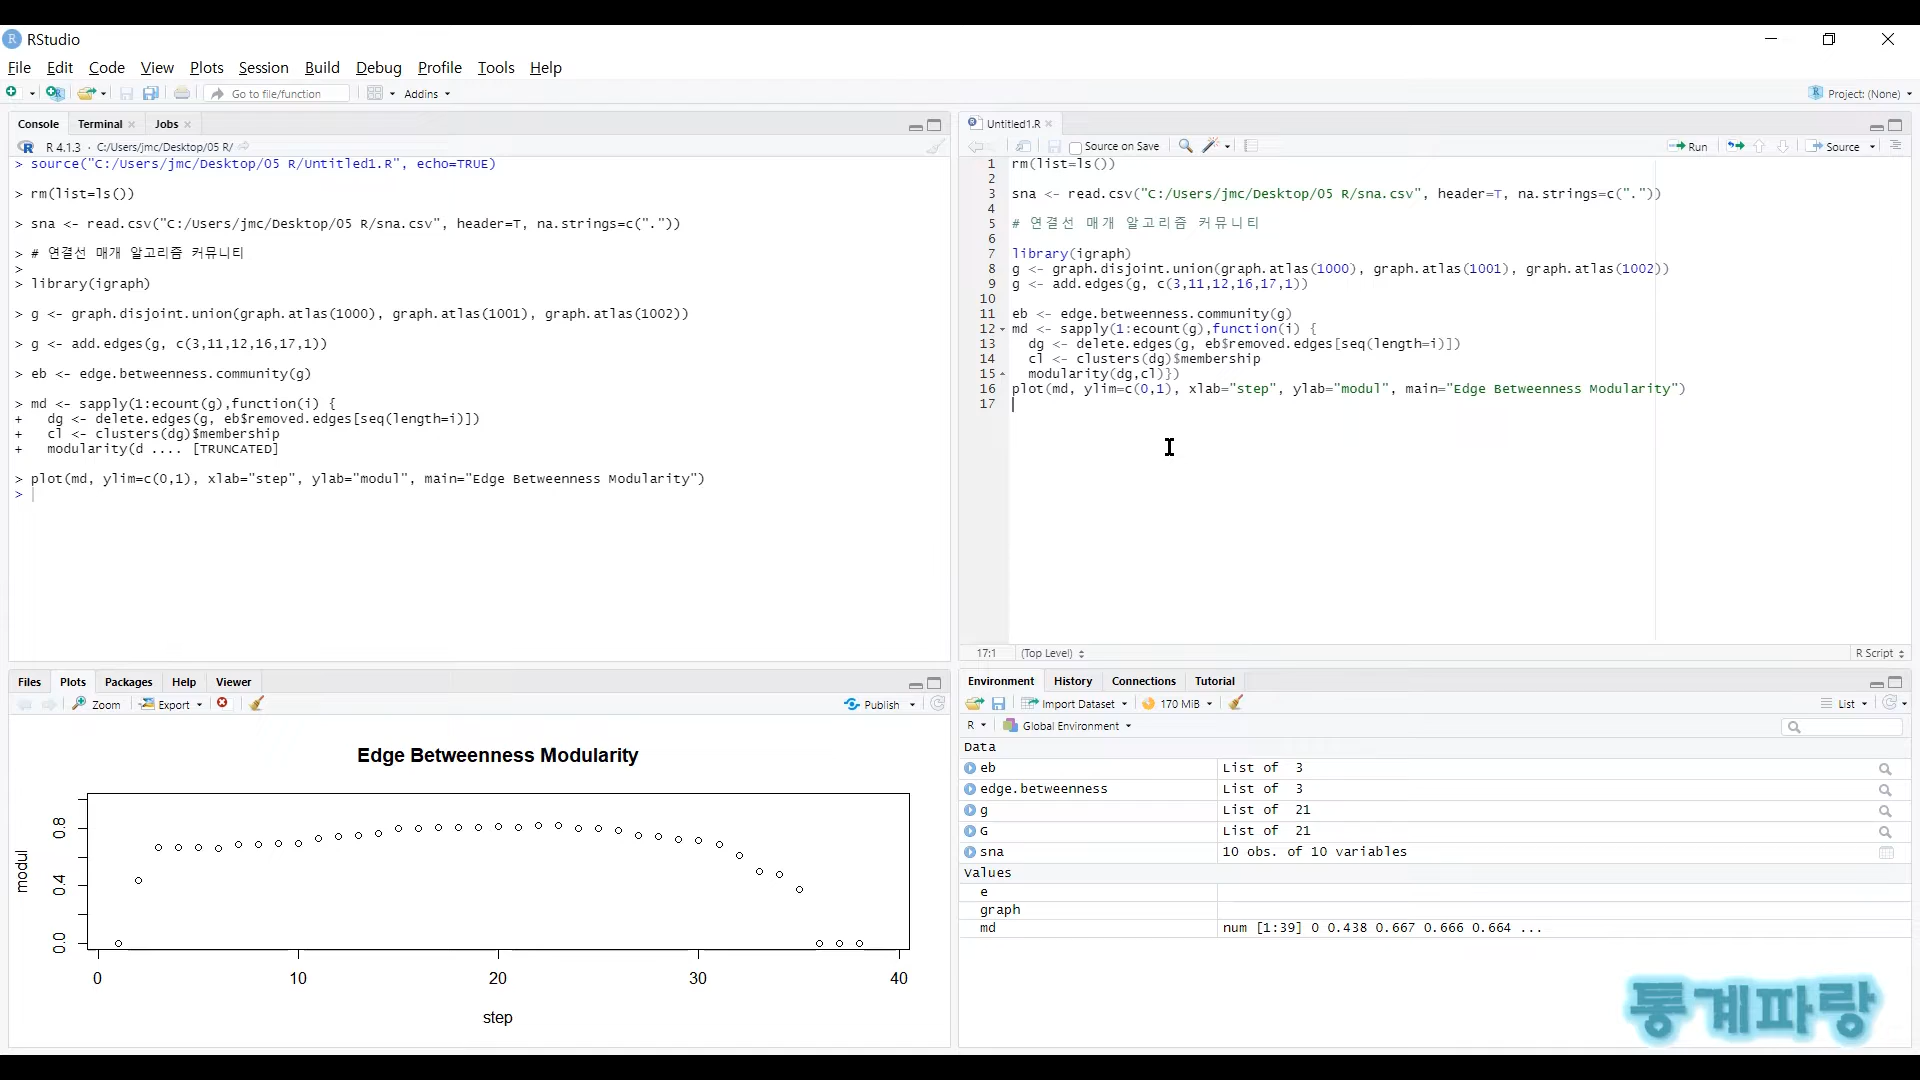 RStudio
File Edit Code View Plots Session Build Debug Profile Tools Help
Go to file/function Addins Project: (None)
Console Terminal Jobs
R 4.1.3 · C:/Users/jmc/Desktop/05 R/
> source("C:/Users/jmc/Desktop/05 R/Untitled1.R", echo=TRUE)
> rm(list=ls())
> sna <- read.csv("C:/Users/jmc/Desktop/05 R/sna.csv", header=T, na.strings=c("."))
> # 연결선 매개 알고리즘 커뮤니티
>
> library(igraph)
> g <- graph.disjoint.union(graph.atlas(1000), graph.atlas(1001), graph.atlas(1002))
> g <- add.edges(g, c(3,11,12,16,17,1))
> eb <- edge.betweenness.community(g)
> md <- sapply(1:ecount(g),function(i) {
+ dg <- delete.edges(g, eb$removed.edges[seq(length=i)])
+ cl <- clusters(dg)$membership
+ modularity(d .... [TRUNCATED]
> plot(md, ylim=c(0,1), xlab="step", ylab="modul", main="Edge Betweenness Modularity")
>
Untitled1.R
Source on Save Run Source
1 rm(list=ls())
2
3 sna <- read.csv("C:/Users/jmc/Desktop/05 R/sna.csv", header=T, na.strings=c("."))
4
5 # 연결선 매개 알고리즘 커뮤니티
6
7 library(igraph)
8 g <- graph.disjoint.union(graph.atlas(1000), graph.atlas(1001), graph.atlas(1002))
9 g <- add.edges(g, c(3,11,12,16,17,1))
10
11 eb <- edge.betweenness.community(g)
12 md <- sapply(1:ecount(g),function(i) {
13 dg <- delete.edges(g, eb$removed.edges[seq(length=i)])
14 cl <- clusters(dg)$membership
15 modularity(dg,cl)})
16 plot(md, ylim=c(0,1), xlab="step", ylab="modul", main="Edge Betweenness Modularity")
17
17:1 (Top Level) R Script
Files Plots Packages Help Viewer
Zoom Export Publish
Edge Betweenness Modularity
modul
0.8
0.4
0.0
0 10 20 30 40
step
Environment History Connections Tutorial
Import Dataset 170 MiB List
R Global Environment
Data
eb List of 3
edge.betweenness List of 3
g List of 21
G List of 21
sna 10 obs. of 10 variables
Values
e
graph
md num [1:39] 0 0.438 0.667 0.666 0.664 ...
통계파랑